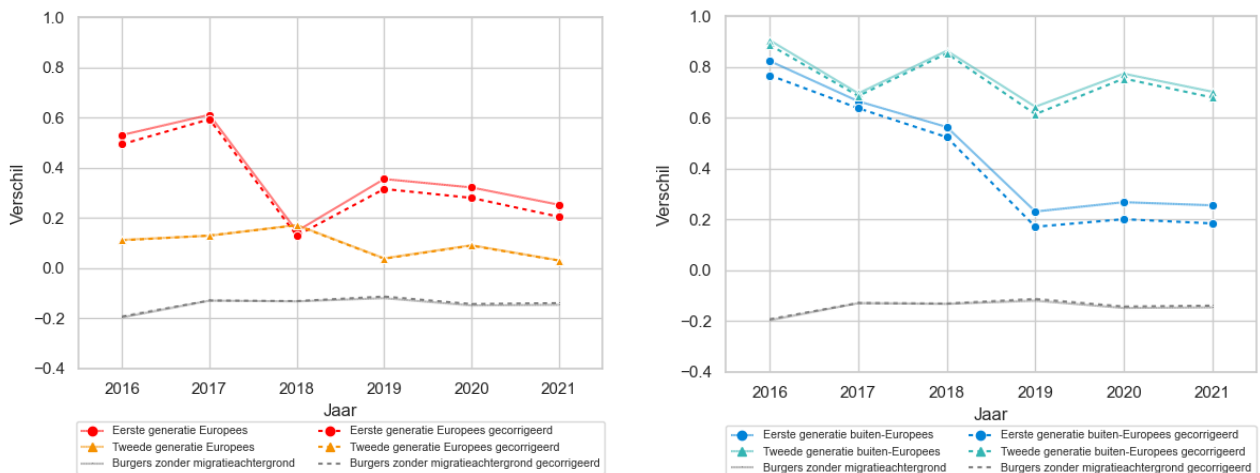 1.0
0.8
0.6
0.4
0.2
0.0
−0.2
−0.4
Verschil
2016 2017 2018 2019 2020 2021
Jaar
Eerste generatie Europees
Tweede generatie Europees
Burgers zonder migratieachtergrond
Eerste generatie Europees gecorrigeerd
Tweede generatie Europees gecorrigeerd
Burgers zonder migratieachtergrond gecorrigeerd
1.0
0.8
0.6
0.4
0.2
0.0
−0.2
−0.4
Verschil
2016 2017 2018 2019 2020 2021
Jaar
Eerste generatie buiten-Europees
Tweede generatie buiten-Europees
Burgers zonder migratieachtergrond
Eerste generatie buiten-Europees gecorrigeerd
Tweede generatie buiten-Europees gecorrigeerd
Burgers zonder migratieachtergrond gecorrigeerd